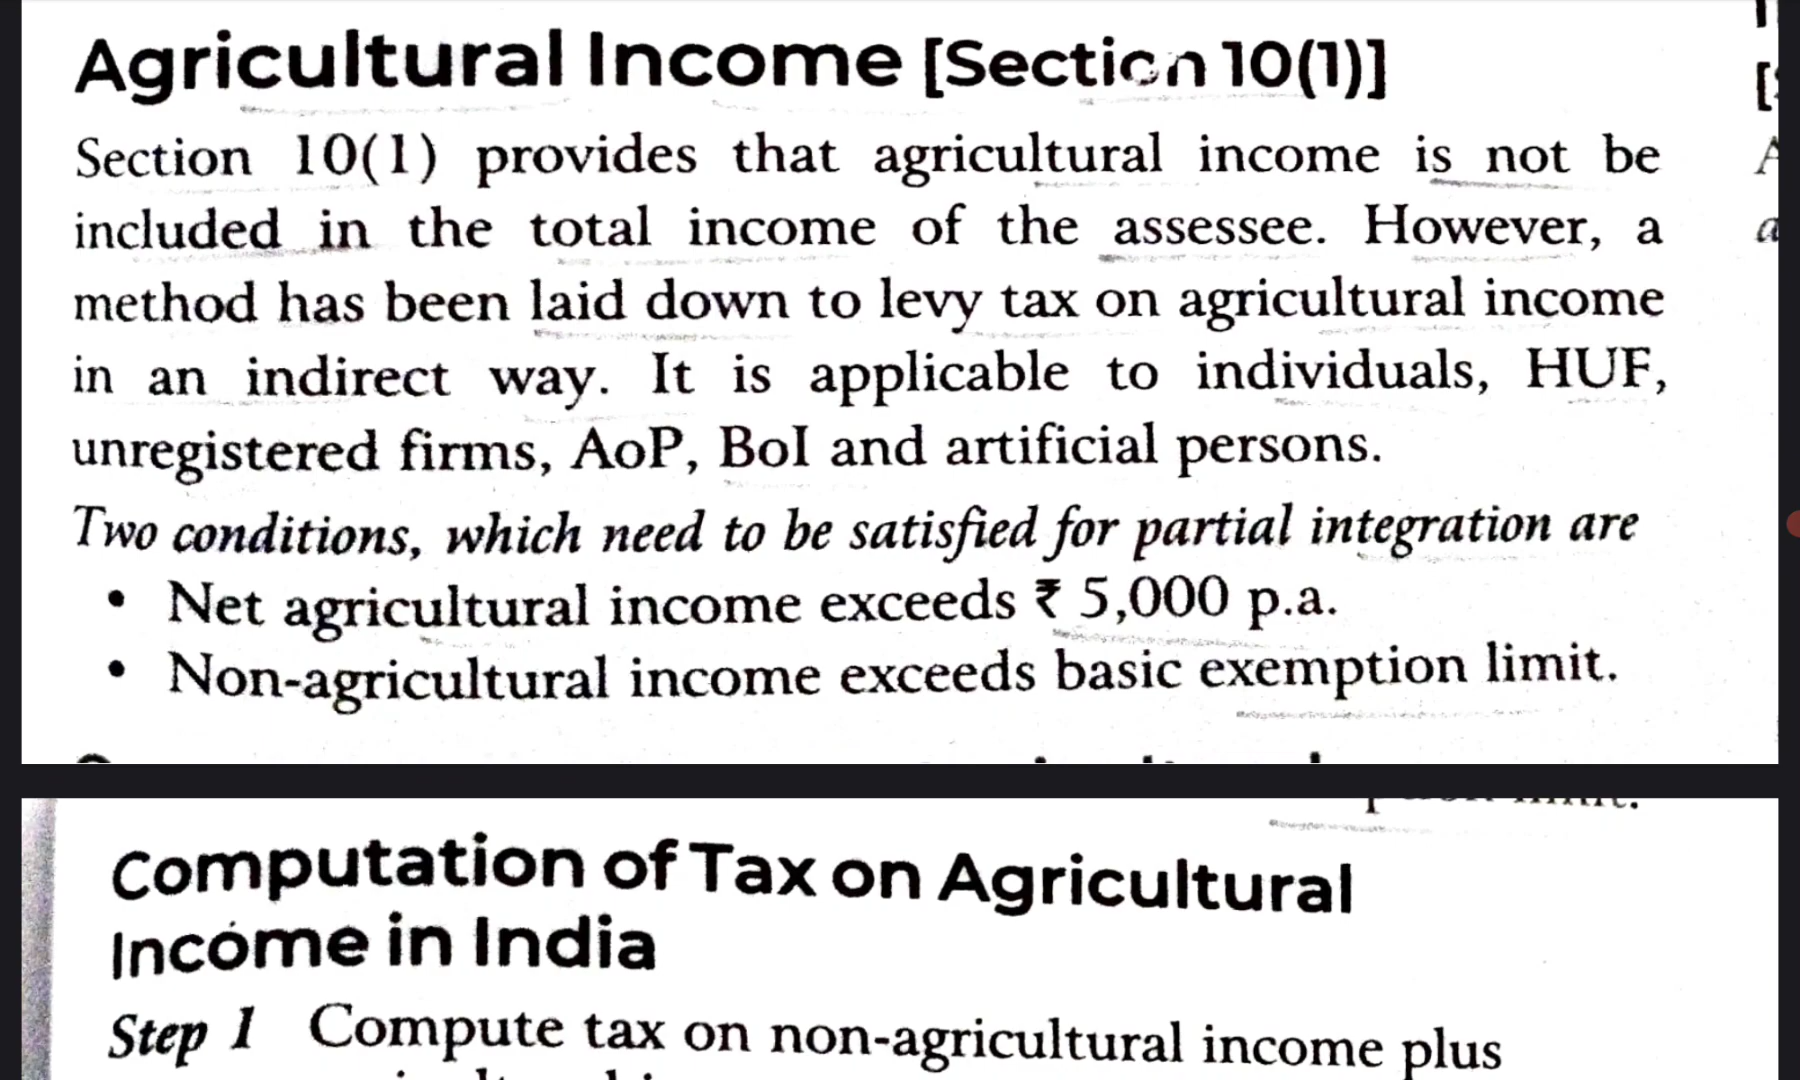 Agricultural Income [Section 10(1)]
Section 10(1) provides that agricultural income is not be
included in the total income of the assessee. However, a
method has been laid down to levy tax on agricultural income
in an indirect way. It is applicable to individuals, HUF,
unregistered firms, AoP, BoI and artificial persons.
Two conditions, which need to be satisfied for partial integration are
• Net agricultural income exceeds ₹ 5,000 p.a.
• Non-agricultural income exceeds basic exemption limit.
Computation of Tax on Agricultural
Income in India
Step 1 Compute tax on non-agricultural income plus